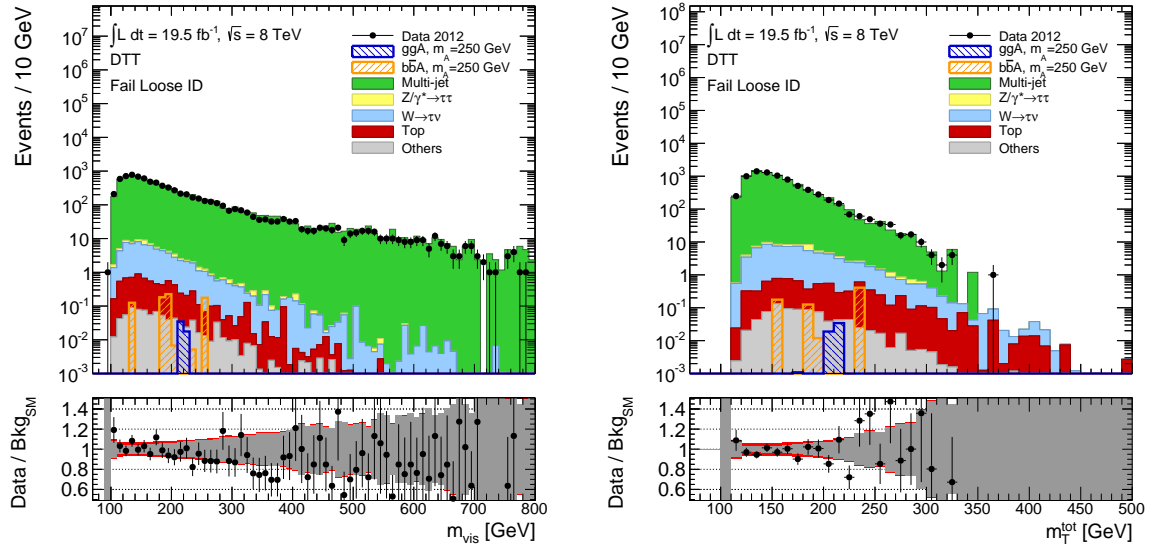 ∫L dt = 19.5 fb⁻¹, √s = 8 TeV
DTT
Fail Loose ID
Data 2012
ggA, m_A=250 GeV
bb̄A, m_A=250 GeV
Multi-jet
Z/γ*→ττ
W→τν
Top
Others
Events / 10 GeV
10⁷
10⁶
10⁵
10⁴
10³
10²
10
1
10⁻¹
10⁻²
10⁻³
Data / Bkg_SM
1.4
1.2
1.0
0.8
0.6
100 200 300 400 500 600 700 800
m_vis [GeV]
∫L dt = 19.5 fb⁻¹, √s = 8 TeV
DTT
Fail Loose ID
Data 2012
ggA, m_A=250 GeV
bb̄A, m_A=250 GeV
Multi-jet
Z/γ*→ττ
W→τν
Top
Others
Events / 10 GeV
10⁷
10⁶
10⁵
10⁴
10³
10²
10
1
10⁻¹
10⁻²
10⁻³
Data / Bkg_SM
1.4
1.2
1.0
0.8
0.6
100 150 200 250 300 350 400 450 500
m_T^tot [GeV]